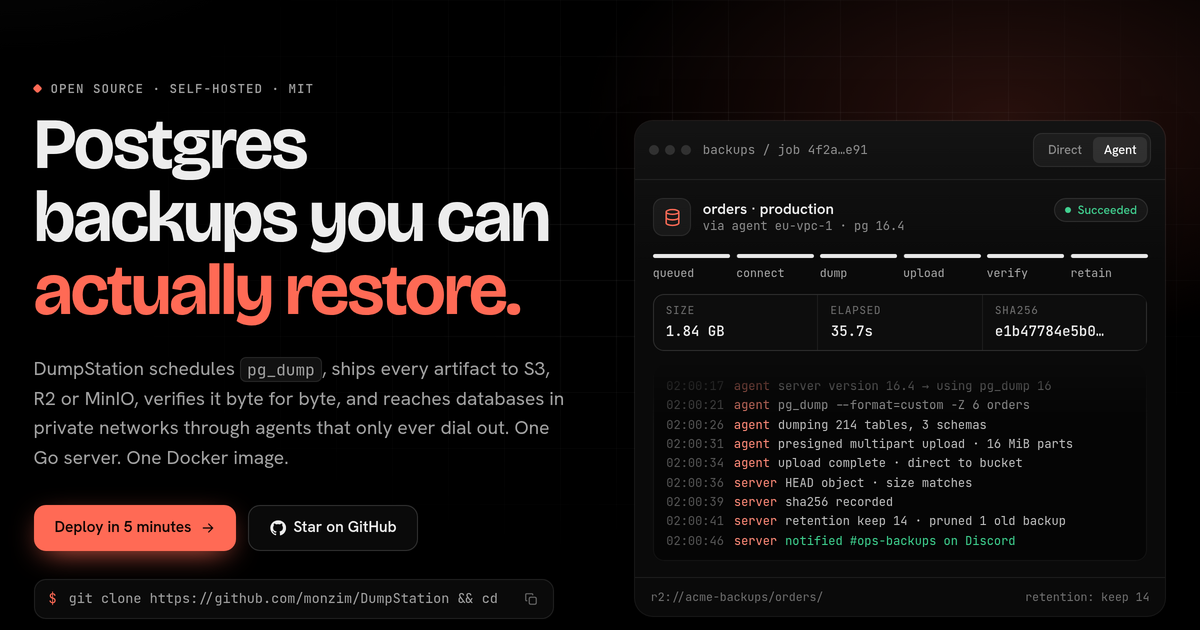 OPEN SOURCE · SELF-HOSTED · MIT
Postgres
backups you can
actually restore.
DumpStation schedules pg_dump, ships every artifact to S3,
R2 or MinIO, verifies it byte for byte, and reaches databases in
private networks through agents that only ever dial out. One
Go server. One Docker image.
Deploy in 5 minutes →
Star on GitHub
$ git clone https://github.com/monzim/DumpStation && cd
backups / job 4f2a…e91
Direct
Agent
orders · production
via agent eu-vpc-1 · pg 16.4
Succeeded
queued
connect
dump
upload
verify
retain
SIZE
1.84 GB
ELAPSED
35.7s
SHA256
e1b47784e5b0…
02:00:17 agent server version 16.4 → using pg_dump 16
02:00:21 agent pg_dump --format=custom -Z 6 orders
02:00:26 agent dumping 214 tables, 3 schemas
02:00:31 agent presigned multipart upload · 16 MiB parts
02:00:34 agent upload complete · direct to bucket
02:00:36 server HEAD object · size matches
02:00:39 server sha256 recorded
02:00:41 server retention keep 14 · pruned 1 old backup
02:00:46 server notified #ops-backups on Discord
r2://acme-backups/orders/
retention: keep 14